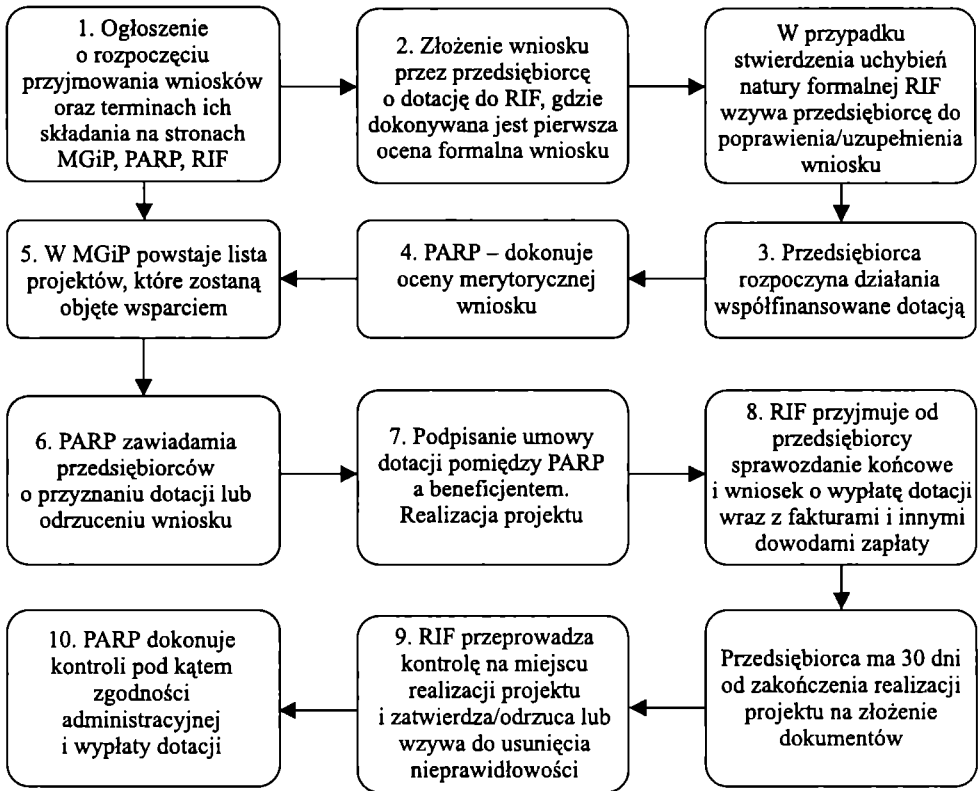 1. Ogłoszenie
o rozpoczęciu
przyjmowania wniosków
oraz terminach ich
składania na stronach
MGiP, PARP, RIF
2. Złożenie wniosku
przez przedsiębiorcę
o dotację do RIF, gdzie
dokonywana jest pierwsza
ocena formalna wniosku
W przypadku
stwierdzenia uchybień
natury formalnej RIF
wzywa przedsiębiorcę do
poprawienia/uzupełnienia
wniosku
3. Przedsiębiorca
rozpoczyna działania
współfinansowane dotacją
4. PARP – dokonuje
oceny merytorycznej
wniosku
5. W MGiP powstaje lista
projektów, które zostaną
objęte wsparciem
6. PARP zawiadamia
przedsiębiorców
o przyznaniu dotacji lub
odrzuceniu wniosku
7. Podpisanie umowy
dotacji pomiędzy PARP
a beneficjentem.
Realizacja projektu
8. RIF przyjmuje od
przedsiębiorcy
sprawozdanie końcowe
i wniosek o wypłatę dotacji
wraz z fakturami i innymi
dowodami zapłaty
Przedsiębiorca ma 30 dni
od zakończenia realizacji
projektu na złożenie
dokumentów
9. RIF przeprowadza
kontrolę na miejscu
realizacji projektu
i zatwierdza/odrzuca lub
wzywa do usunięcia
nieprawidłowości
10. PARP dokonuje
kontroli pod kątem
zgodności
administracyjnej
i wypłaty dotacji